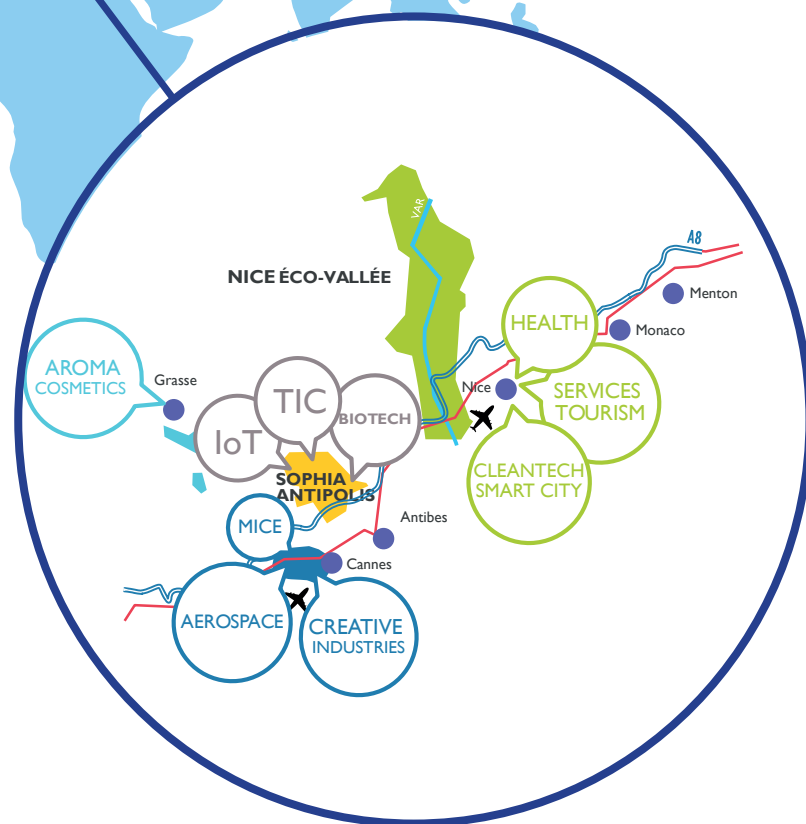 VAR
A8
NICE ÉCO-VALLÉE
Menton
HEALTH
Monaco
AROMA
COSMETICS
Grasse
Nice
SERVICES
TOURISM
TIC
IoT
BIOTECH
CLEANTECH
SMART CITY
SOPHIA
ANTIPOLIS
MICE
Antibes
Cannes
AEROSPACE
CREATIVE
INDUSTRIES